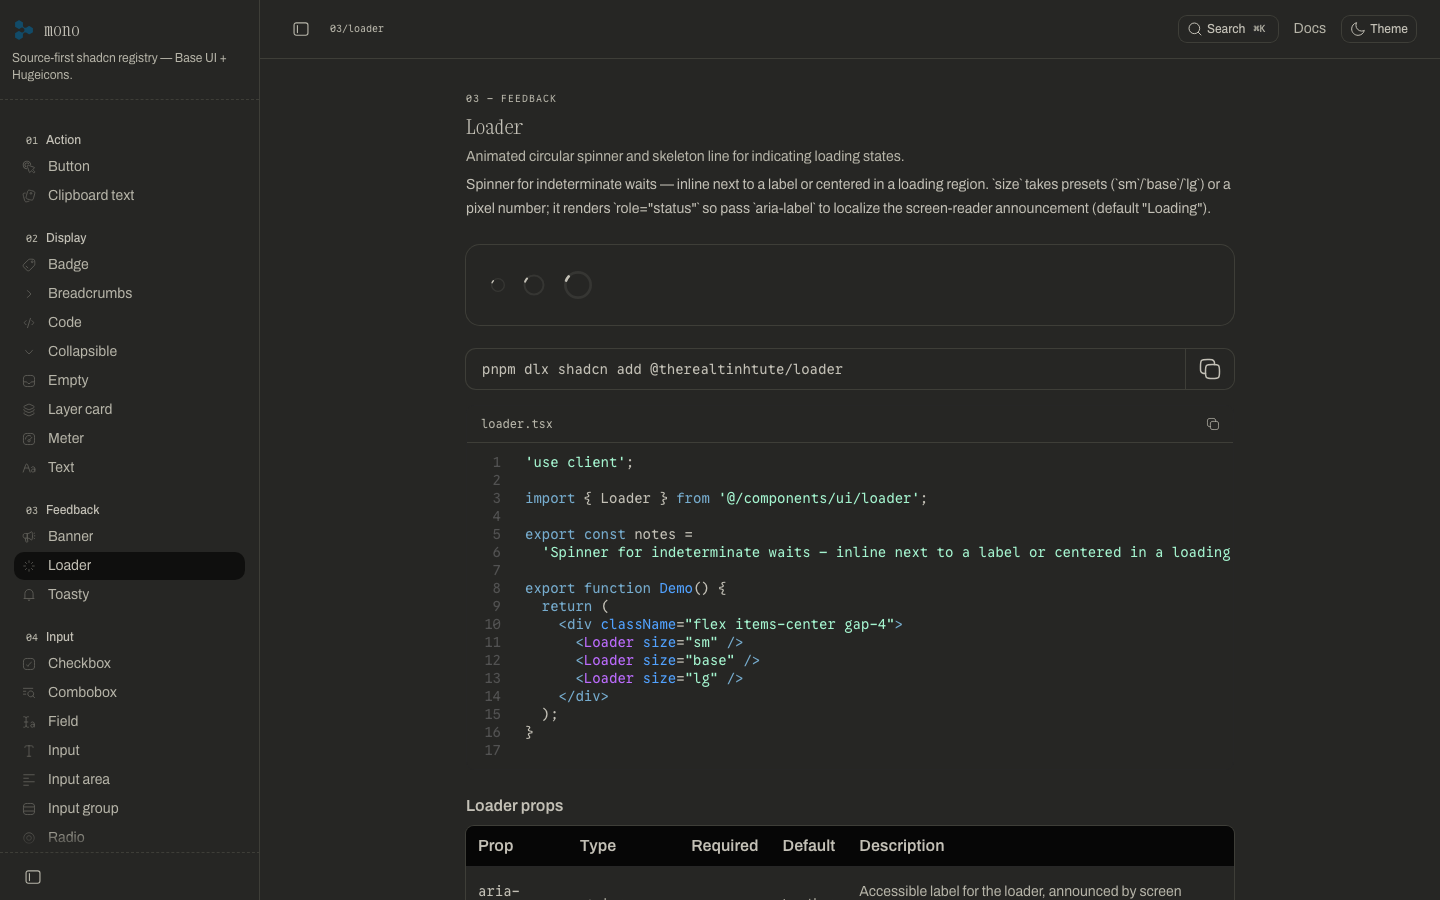 mono
Source-first shadcn registry — Base UI +
Hugeicons.
01 Action
Button
Clipboard text
02 Display
Badge
Breadcrumbs
Code
Collapsible
Empty
Layer card
Meter
Text
03 Feedback
Banner
Loader
Toasty
04 Input
Checkbox
Combobox
Field
Input
Input area
Input group
Radio
03/loader
Search ⌘K
Docs
Theme
03 — FEEDBACK
Loader
Animated circular spinner and skeleton line for indicating loading states.
Spinner for indeterminate waits — inline next to a label or centered in a loading region. `size` takes presets (`sm`/`base`/`lg`) or a
pixel number; it renders `role="status"` so pass `aria-label` to localize the screen-reader announcement (default "Loading").
pnpm dlx shadcn add @therealtinhtute/loader
loader.tsx
1 'use client';
2
3 import { Loader } from '@/components/ui/loader';
4
5 export const notes =
6 'Spinner for indeterminate waits — inline next to a label or centered in a loading
7
8 export function Demo() {
9 return (
10 <div className="flex items-center gap-4">
11 <Loader size="sm" />
12 <Loader size="base" />
13 <Loader size="lg" />
14 </div>
15 );
16 }
17
Loader props
Prop Type Required Default Description
aria- Accessible label for the loader, announced by screen